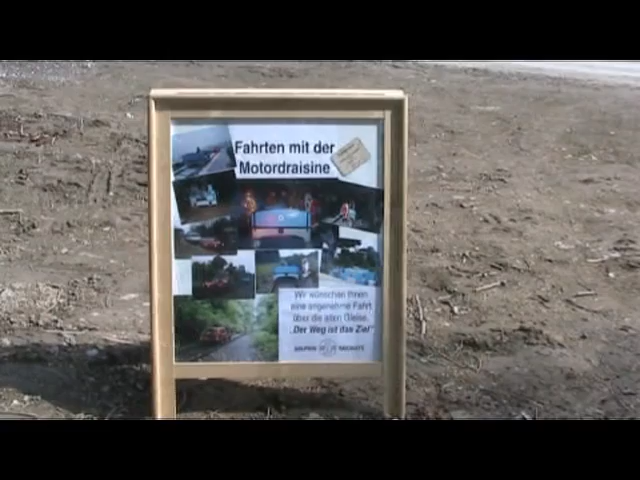 Fahrten mit der
Motordraisine
Wir wünschen Ihnen
eine angenehme Fahrt
über die alten Gleise.
„Der Weg ist das Ziel"